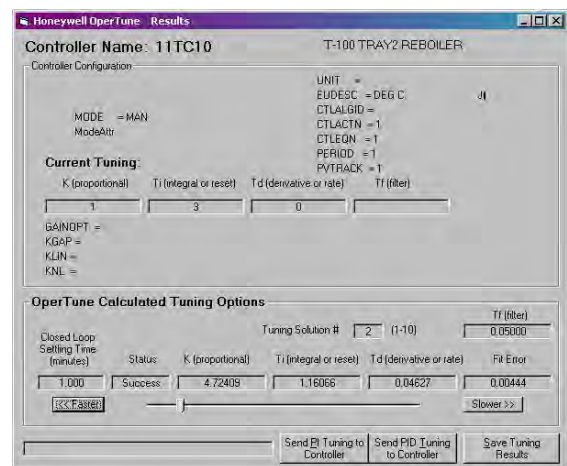 Honeywell OperTune Results
Controller Name: 11TC10
T-100 TRAY2 REBOILER
Controller Configuration
UNIT =
EUDESC = DEG C
MODE = MAN
CTLALGID =
ModeAttr
CTLACTN = 1
CTLEQN = 1
PERIOD = 1
PVTRACK = 1
Current Tuning:
K (proportional) Ti (integral or reset) Td (derivative or rate) Tf (filter)
1 3 0
GAINOPT =
KGAP =
KLIN =
KNL =
OperTune Calculated Tuning Options
Tf (filter)
Tuning Solution # 2 (1-10) 0.05000
Closed Loop Settling Time (minutes) Status K (proportional) Ti (integral or reset) Td (derivative or rate) Fit Error
1.000 Success 4.72409 1.16066 0.04627 0.00444
<< Faster Slower >>
Send PI Tuning to Controller Send PID Tuning to Controller Save Tuning Results